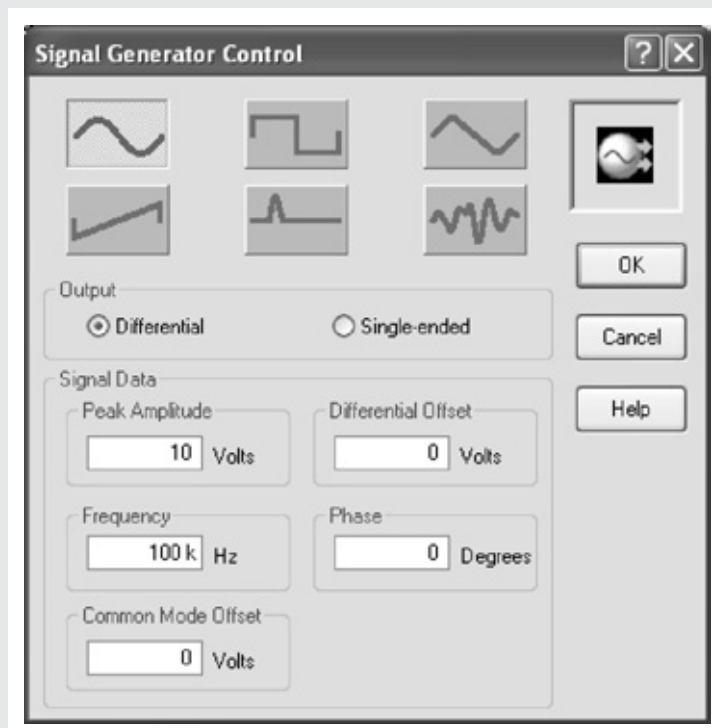 Signal Generator Control
OK
Output
Differential
Single-ended
Cancel
Signal Data
Peak Amplitude
10 Volts
Differential Offset
0 Volts
Help
Frequency
100 k Hz
Phase
0 Degrees
Common Mode Offset
0 Volts